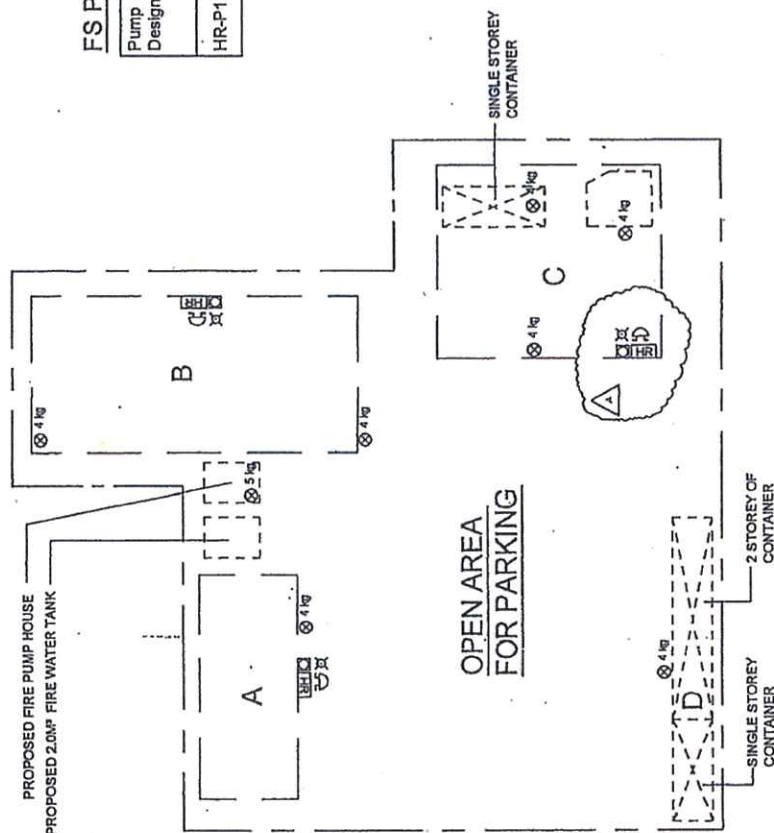 FS P
Pump
Design
HR-P1
PROPOSED FIRE PUMP HOUSE
PROPOSED 2.0M³ FIRE WATER TANK
SINGLE STOREY
CONTAINER
B
HR
4 kg
4 kg
5 kg
C
4 kg
4 kg
4 kg
HR
A
HR
4 kg
OPEN AREA
FOR PARKING
4 kg
D
SINGLE STOREY
CONTAINER
2 STOREY OF
CONTAINER